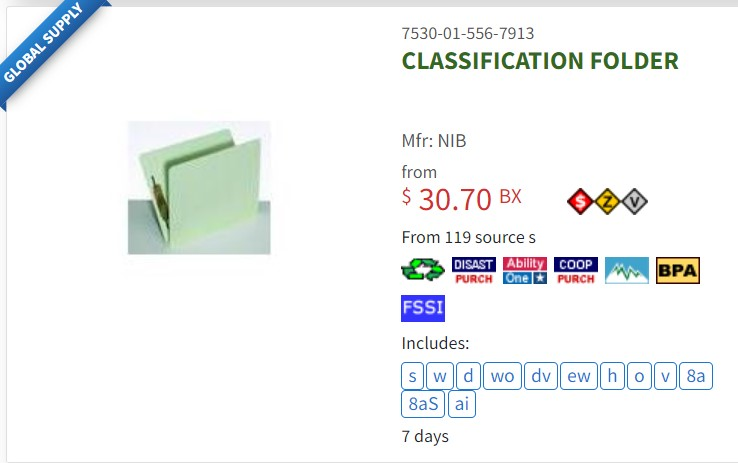 GLOBAL SUPPLY
7530-01-556-7913
CLASSIFICATION FOLDER
Mfr: NIB
from
$ 30.70 BX
$ Z V
From 119 source s
DISAST PURCH Ability One COOP PURCH BPA
FSSI
Includes:
s w d wo dv ew h o v 8a
8aS ai
7 days